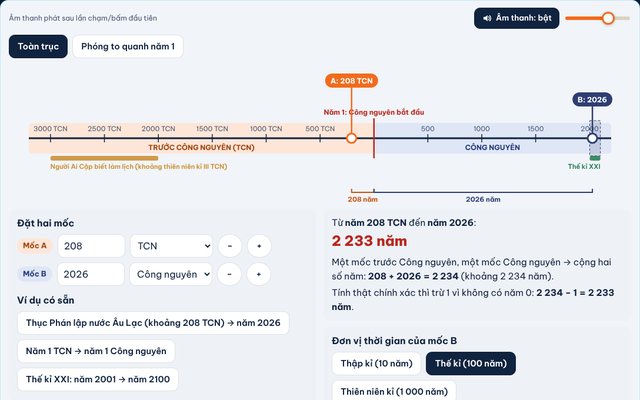 Âm thanh phát sau lần chạm/bấm đầu tiên
Âm thanh: bật
Toàn trục
Phóng to quanh năm 1
A: 208 TCN
B: 2026
Năm 1: Công nguyên bắt đầu
3000 TCN
2500 TCN
2000 TCN
1500 TCN
1000 TCN
500 TCN
500
1000
1500
2000
TRƯỚC CÔNG NGUYÊN (TCN)
CÔNG NGUYÊN
Người Ai Cập biết làm lịch (khoảng thiên niên kỉ III TCN)
Thế kỉ XXI
208 năm
2026 năm
Đặt hai mốc
Mốc A
208
TCN
−
+
Mốc B
2026
Công nguyên
−
+
Ví dụ có sẵn
Thục Phán lập nước Âu Lạc (khoảng 208 TCN) → năm 2026
Năm 1 TCN → năm 1 Công nguyên
Thế kỉ XXI: năm 2001 → năm 2100
Từ năm 208 TCN đến năm 2026:
2 233 năm
Một mốc trước Công nguyên, một mốc Công nguyên → cộng hai
số năm: 208 + 2026 = 2 234 (khoảng 2 234 năm).
Tính thật chính xác thì trừ 1 vì không có năm 0: 2 234 − 1 = 2 233
năm.
Đơn vị thời gian của mốc B
Thập kỉ (10 năm)
Thế kỉ (100 năm)
Thiên niên kỉ (1 000 năm)